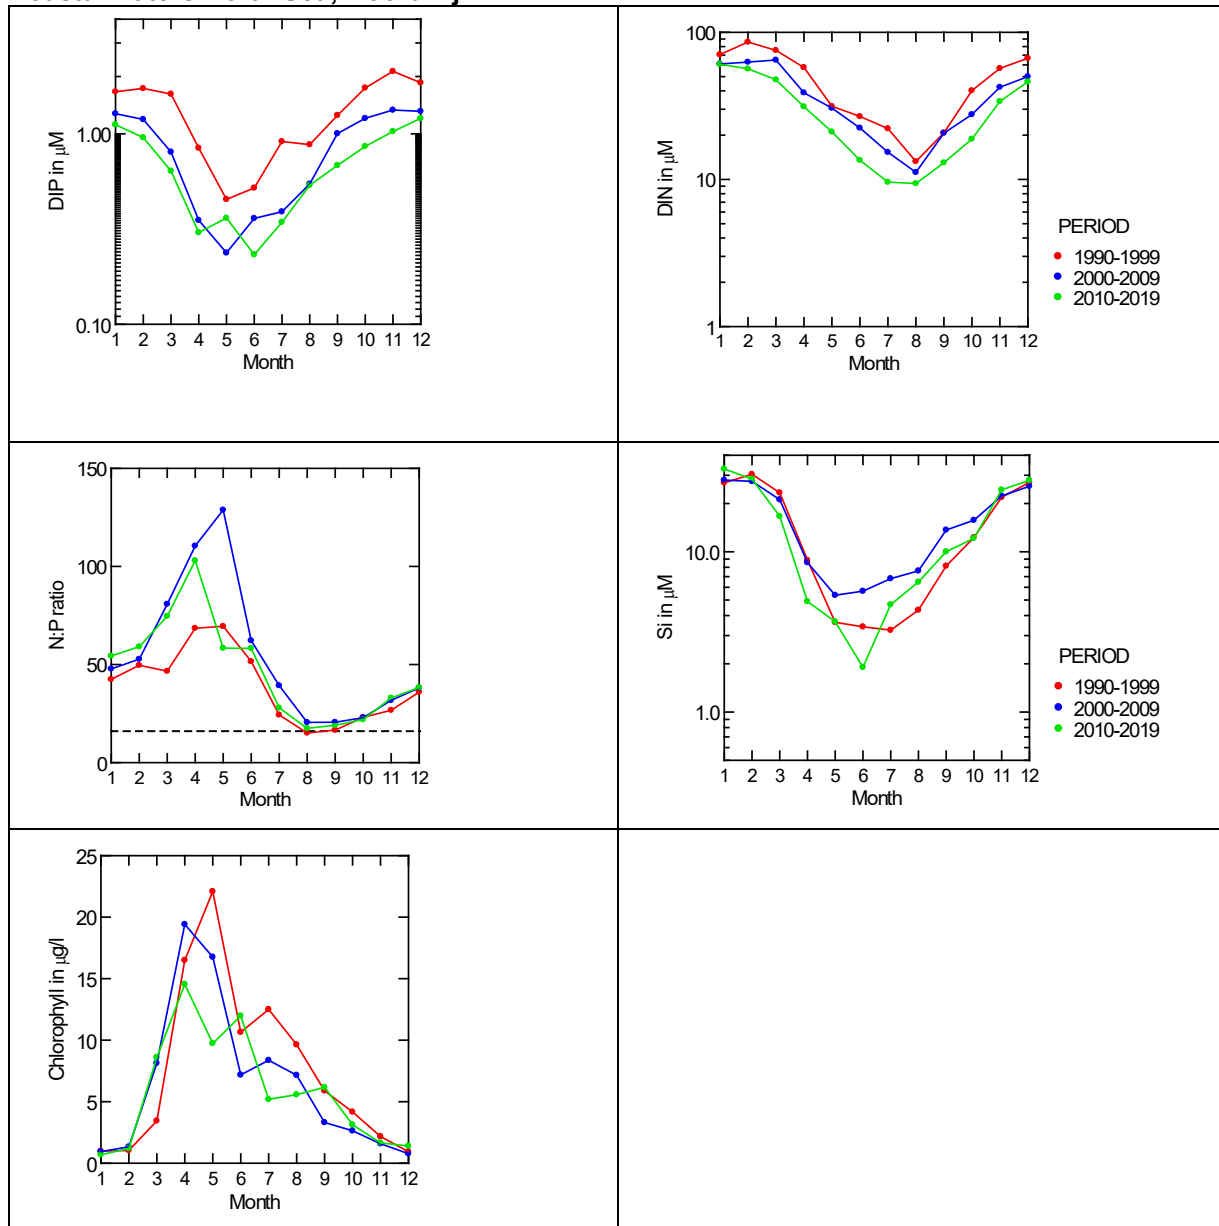 DIP in μM
1.00
0.10
1 2 3 4 5 6 7 8 9 10 11 12
Month
DIN in μM
100
10
1
1 2 3 4 5 6 7 8 9 10 11 12
Month
PERIOD
1990-1999
2000-2009
2010-2019
N:P ratio
150
100
50
0
1 2 3 4 5 6 7 8 9 10 11 12
Month
Si in μM
10.0
1.0
1 2 3 4 5 6 7 8 9 10 11 12
Month
PERIOD
1990-1999
2000-2009
2010-2019
Chlorophyll in μg/l
25
20
15
10
5
0
1 2 3 4 5 6 7 8 9 10 11 12
Month